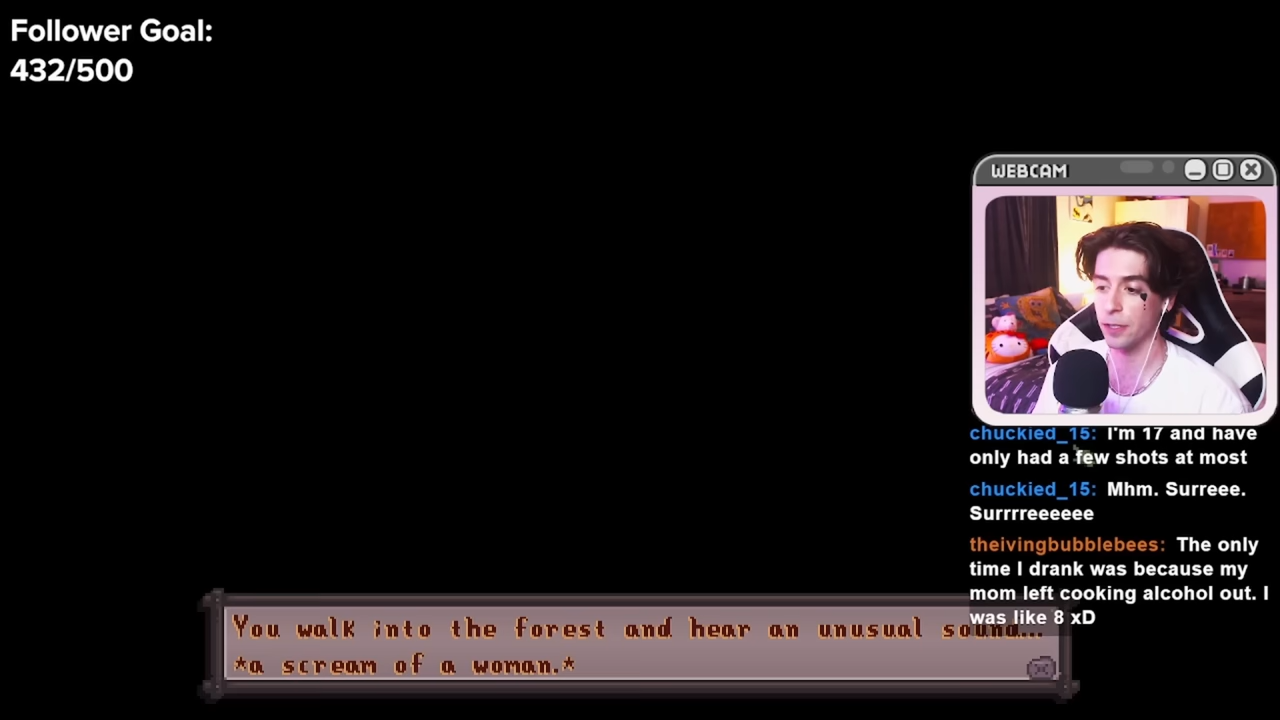 Follower Goal:
432/500
WEBCAM
chuckied_15: I'm 17 and have
only had a few shots at most
chuckied_15: Mhm. Surreee.
Surrrreeeeee
theivingbubblebees: The only
time I drank was because my
mom left cooking alcohol out. I
was like 8 xD
You walk into the forest and hear an unusual sound...
*a scream of a woman.*